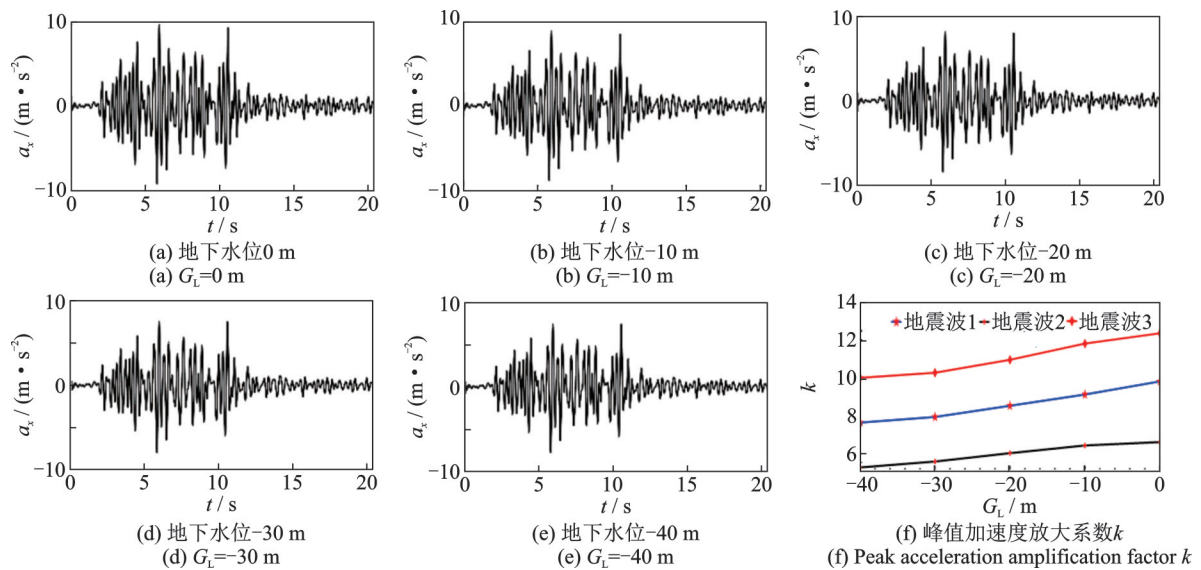 10
0
−10
a_x / (m • s⁻²)
0
5
10
15
20
t / s
(a) 地下水位0 m
(a) G_L=0 m
10
0
−10
a_x / (m • s⁻²)
0
5
10
15
20
t / s
(b) 地下水位−10 m
(b) G_L=−10 m
10
0
−10
a_x / (m • s⁻²)
0
5
10
15
20
t / s
(c) 地下水位−20 m
(c) G_L=−20 m
10
0
−10
a_x / (m • s⁻²)
0
5
10
15
20
t / s
(d) 地下水位−30 m
(d) G_L=−30 m
10
0
−10
a_x / (m • s⁻²)
0
5
10
15
20
t / s
(e) 地下水位−40 m
(e) G_L=−40 m
14
12
10
8
6
k
地震波1 地震波2 地震波3
−40
−30
−20
−10
0
G_L / m
(f) 峰值加速度放大系数k
(f) Peak acceleration amplification factor k